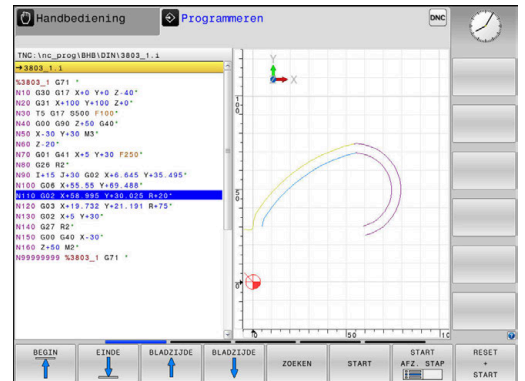 Handbediening
Programmeren
DNC
TNC:\nc_prog\BHB\DIN\3803_1.i
→3803_1.i
%3803_1 G71 *
N10 G30 G17 X+0 Y+0 Z-40*
N20 G31 X+100 Y+100 Z+0*
N30 T5 G17 S500 F100*
N40 G00 G90 Z+50 G40*
N50 X-30 Y+30 M3*
N60 Z-20*
N70 G01 G41 X+5 Y+30 F250*
N80 G26 R2*
N90 I+15 J+30 G02 X+6.645 Y+35.495*
N100 G06 X+55.55 Y+69.488*
N110 G02 X+58.995 Y+30.025 R+20*
N120 G03 X+19.732 Y+21.191 R+75*
N130 G02 X+5 Y+30*
N140 G27 R2*
N150 G00 G40 X-30*
N160 Z+50 M2*
N99999999 %3803_1 G71 *
Y
X
100
50
0
0
50
10
BEGIN
EINDE
BLADZIJDE
BLADZIJDE
ZOEKEN
START
START
AFZ. STAP
RESET
+
START